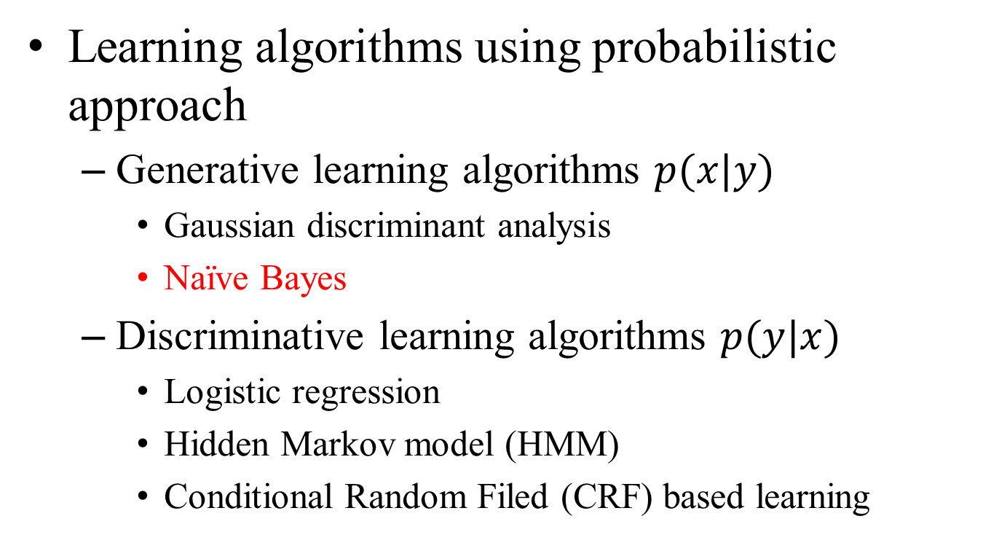 • Learning algorithms using probabilistic
approach
– Generative learning algorithms p(x|y)
• Gaussian discriminant analysis
• Naïve Bayes
– Discriminative learning algorithms p(y|x)
• Logistic regression
• Hidden Markov model (HMM)
• Conditional Random Filed (CRF) based learning